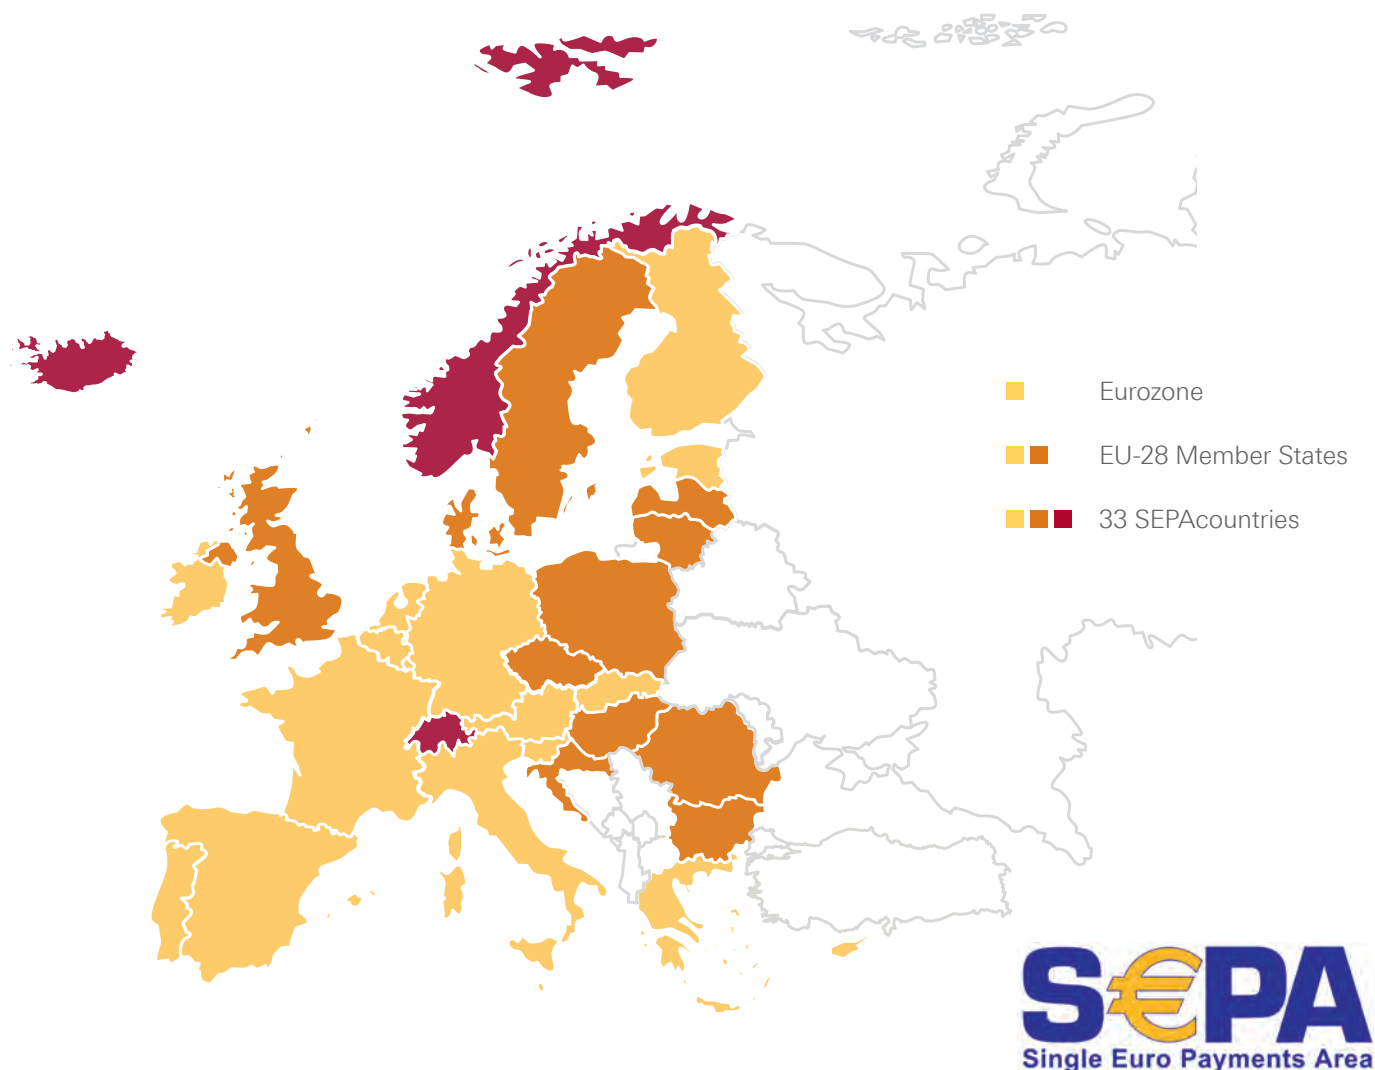 Eurozone
EU-28 Member States
33 SEPAcountries
S€PA
Single Euro Payments Area